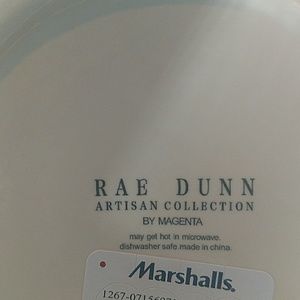 RAE DUNN
ARTISAN COLLECTION
BY MAGENTA
may get hot in microwave.
dishwasher safe made in china.
Marshalls.